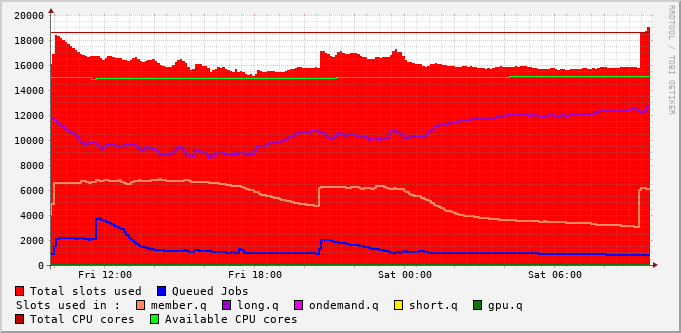 20000
18000
16000
14000
12000
10000
8000
6000
4000
2000
0
Fri 12:00 Fri 18:00 Sat 00:00 Sat 06:00
RRDTOOL / TOBI OETIKER
Total slots used Queued Jobs
Slots used in : member.q long.q ondemand.q short.q gpu.q
Total CPU cores Available CPU cores